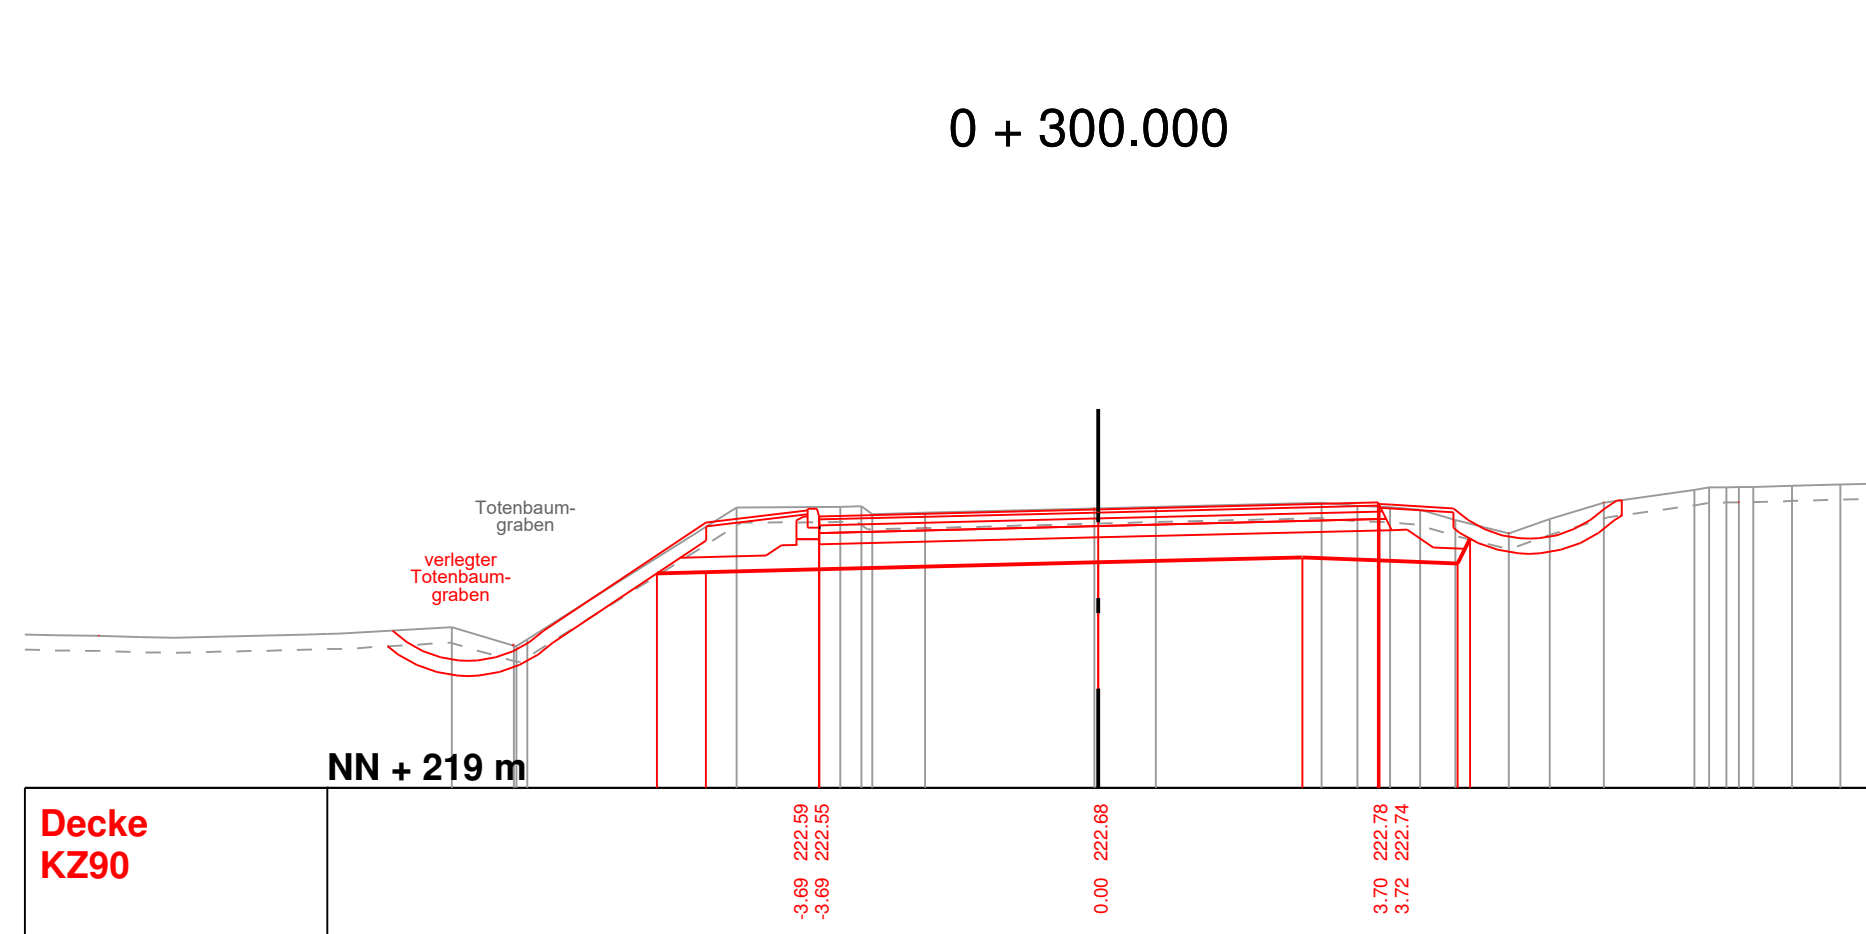 0 + 300.000
Totenbaum-
graben
verlegter
Totenbaum-
graben
NN + 219 m
Decke
KZ90
-3.69 222.59
-3.69 222.55
0.00 222.68
3.70 222.78
3.72 222.74